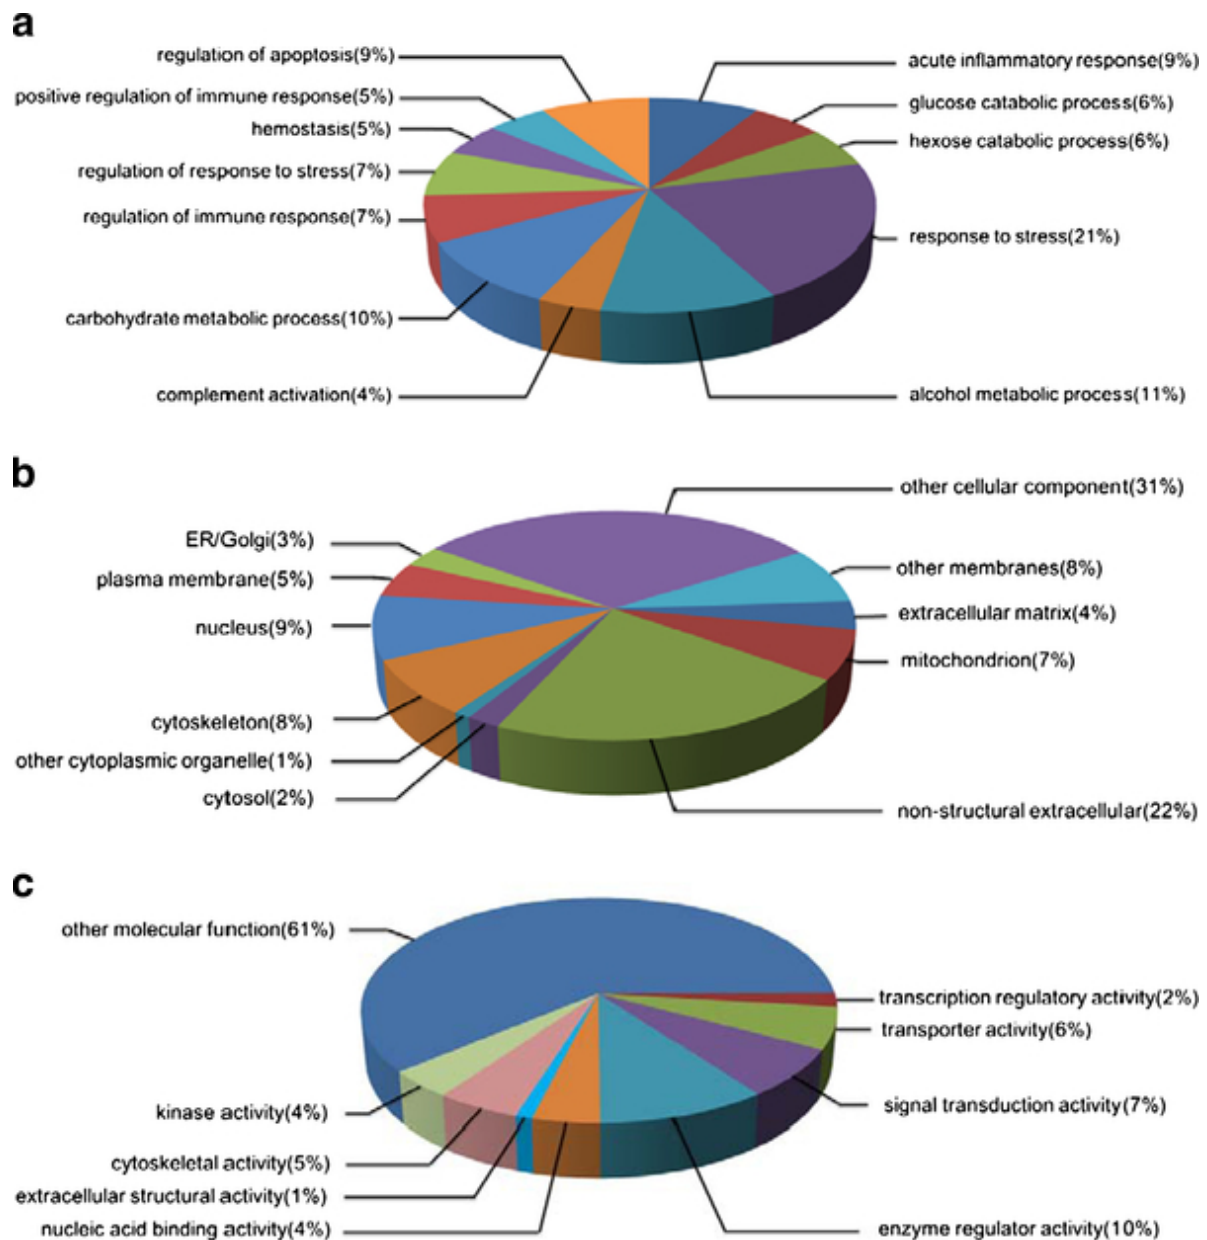 a
regulation of apoptosis(9%)
acute inflammatory response(9%)
positive regulation of immune response(5%)
glucose catabolic process(6%)
hemostasis(5%)
hexose catabolic process(6%)
regulation of response to stress(7%)
regulation of immune response(7%)
response to stress(21%)
carbohydrate metabolic process(10%)
complement activation(4%)
alcohol metabolic process(11%)
b
other cellular component(31%)
ER/Golgi(3%)
other membranes(8%)
plasma membrane(5%)
extracellular matrix(4%)
nucleus(9%)
mitochondrion(7%)
cytoskeleton(8%)
other cytoplasmic organelle(1%)
cytosol(2%)
non-structural extracellular(22%)
c
other molecular function(61%)
transcription regulatory activity(2%)
transporter activity(6%)
kinase activity(4%)
signal transduction activity(7%)
cytoskeletal activity(5%)
extracellular structural activity(1%)
nucleic acid binding activity(4%)
enzyme regulator activity(10%)